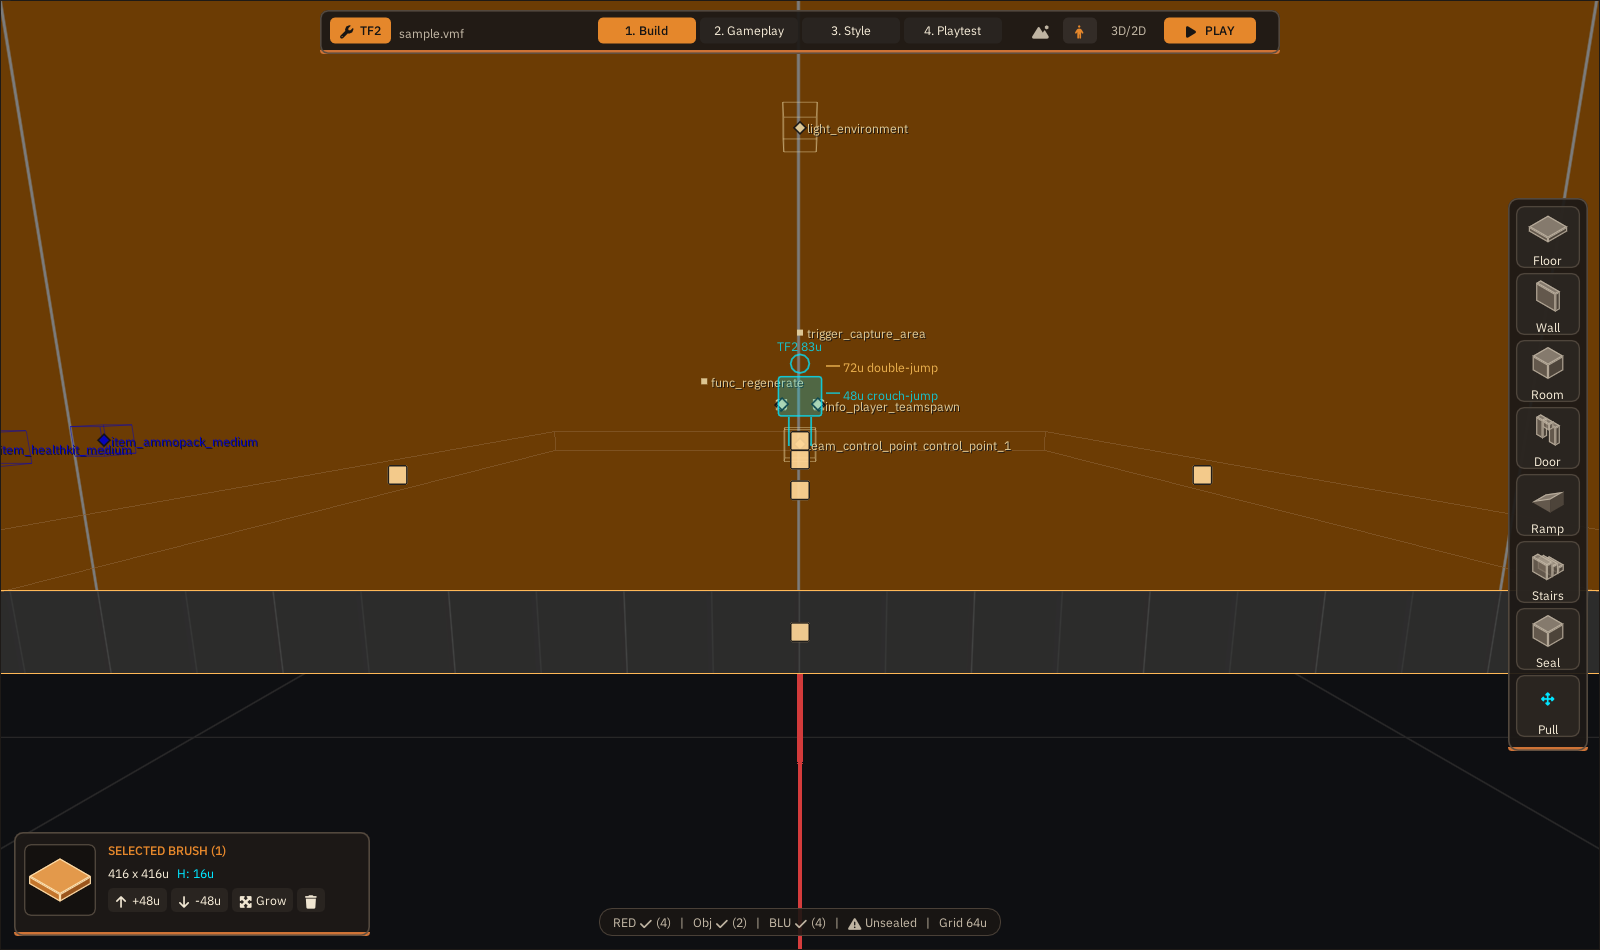 TF2
sample.vmf
1. Build
2. Gameplay
3. Style
4. Playtest
3D/2D
PLAY
light_environment
trigger_capture_area
TF2 83u
72u double-jump
func_regenerate
48u crouch-jump
info_player_teamspawn
item_ammopack_medium
item_healthkit_medium
eam_control_point control_point_1
Floor
Wall
Room
Door
Ramp
Stairs
Seal
Pull
SELECTED BRUSH (1)
416 x 416u H: 16u
+48u
-48u
Grow
RED (4) | Obj (2) | BLU (4) | Unsealed | Grid 64u